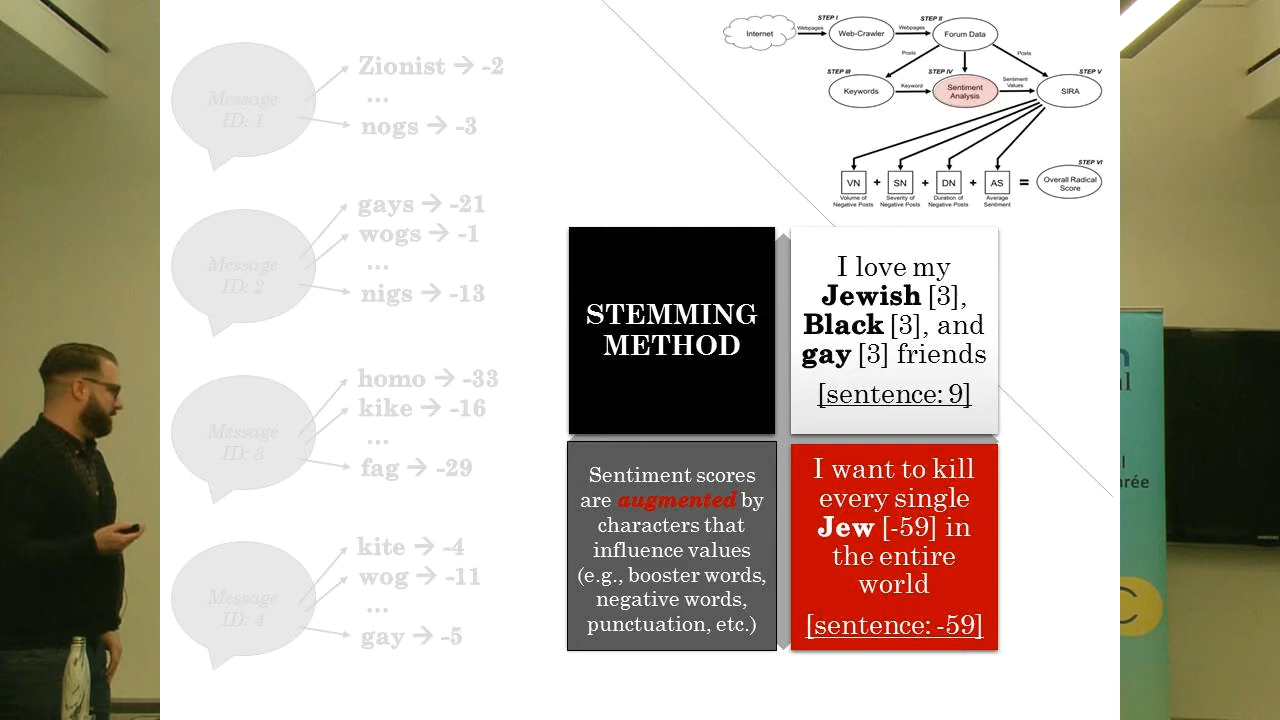 Message
ID: 1
Zionist → -2
...
nogs → -3
Message
ID: 2
gays → -21
wogs → -1
...
nigs → -13
Message
ID: 3
homo → -33
kike → -16
...
fag → -29
Message
ID: 4
kite → -4
wog → -11
...
gay → -5
STEP I
STEP II
Internet
Webpages
Web-Crawler
Webpages
Forum Data
Posts
Posts
STEP III
STEP IV
STEP V
Keywords
Keyword
Sentiment
Analysis
Sentiment
Values
SIRA
STEP VI
VN + SN + DN + AS =
Overall Radical
Score
Volume of
Negative Posts
Severity of
Negative Posts
Duration of
Negative Posts
Average
Sentiment
STEMMING
METHOD
I love my
Jewish [3],
Black [3], and
gay [3] friends
[sentence: 9]
Sentiment scores
are augmented by
characters that
influence values
(e.g., booster words,
negative words,
punctuation, etc.)
I want to kill
every single
Jew [-59] in
the entire
world
[sentence: -59]